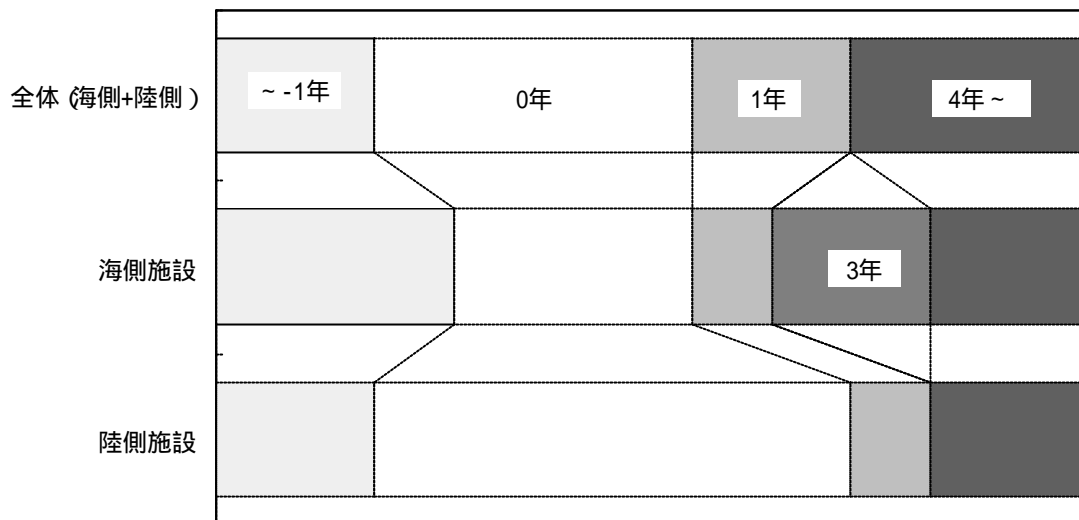 全体（海側+陸側）
~ -1年
0年
1年
4年 ~
海側施設
3年
陸側施設